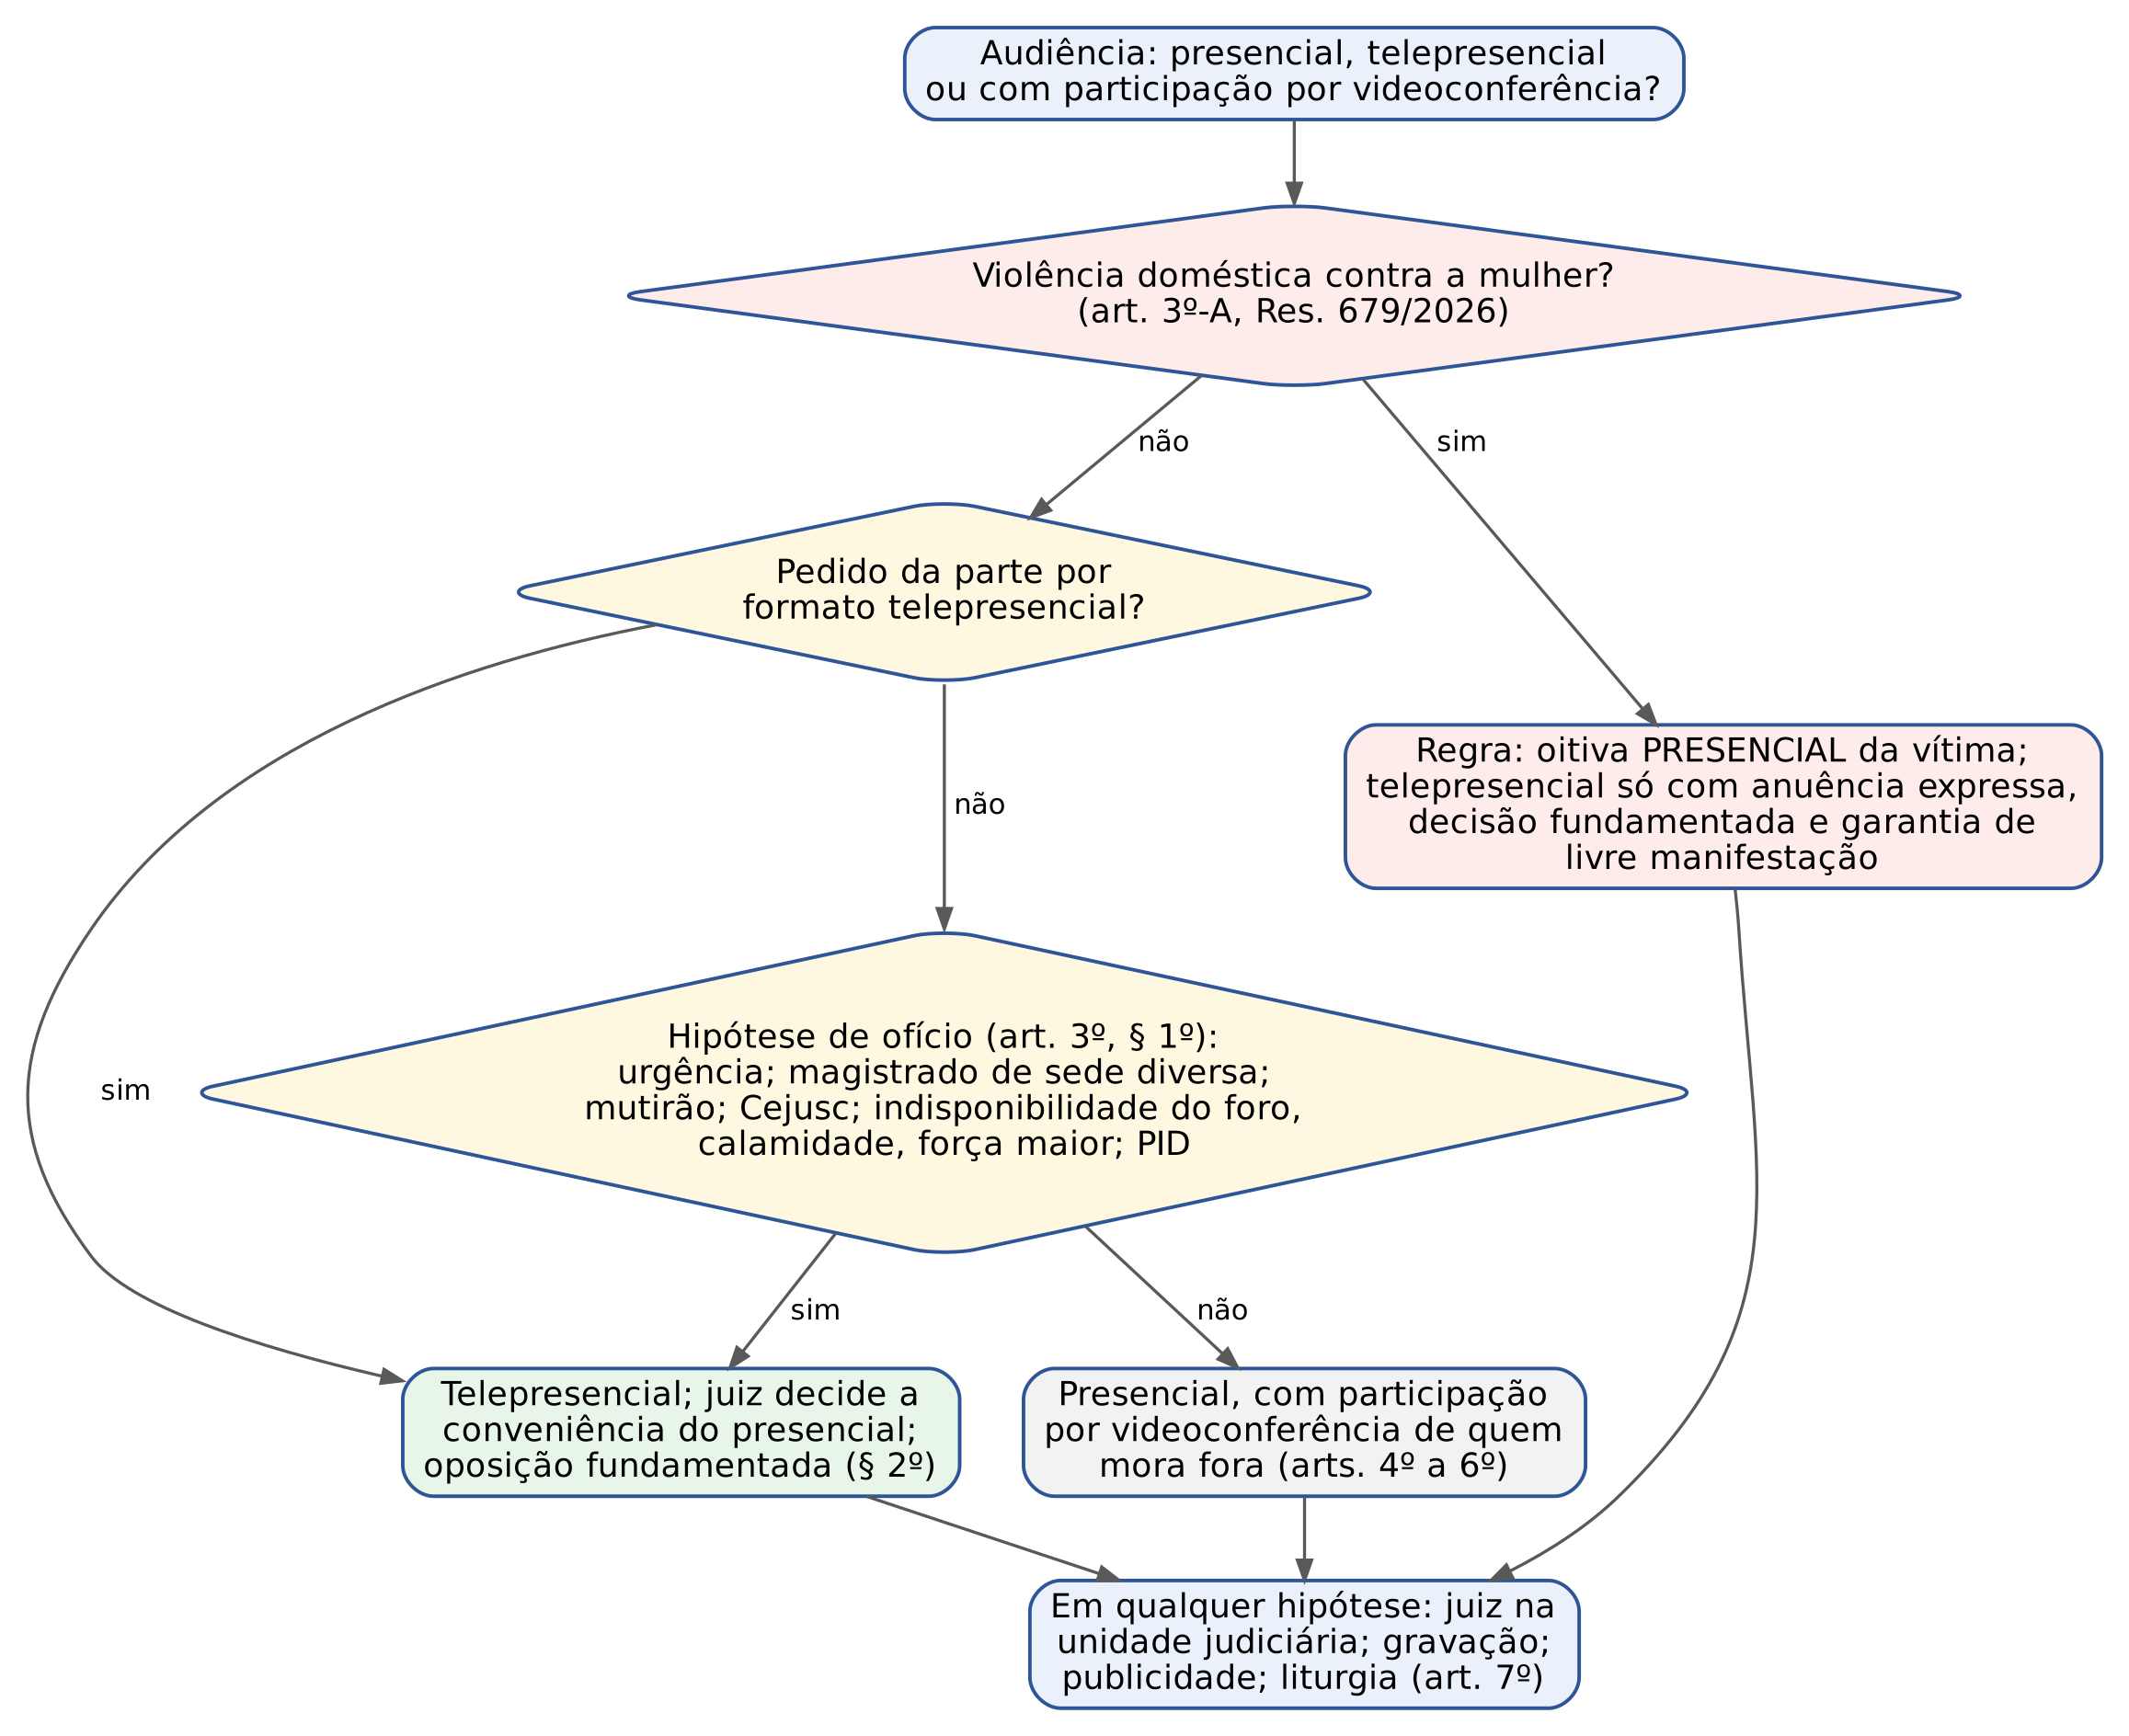 Audiência: presencial, telepresencial
ou com participação por videoconferência?
Violência doméstica contra a mulher?
(art. 3º-A, Res. 679/2026)
não
sim
Pedido da parte por
formato telepresencial?
Regra: oitiva PRESENCIAL da vítima;
telepresencial só com anuência expressa,
decisão fundamentada e garantia de
livre manifestação
não
sim
Hipótese de ofício (art. 3º, § 1º):
urgência; magistrado de sede diversa;
mutirão; Cejusc; indisponibilidade do foro,
calamidade, força maior; PID
sim
não
Telepresencial; juiz decide a
conveniência do presencial;
oposição fundamentada (§ 2º)
Presencial, com participação
por videoconferência de quem
mora fora (arts. 4º a 6º)
Em qualquer hipótese: juiz na
unidade judiciária; gravação;
publicidade; liturgia (art. 7º)